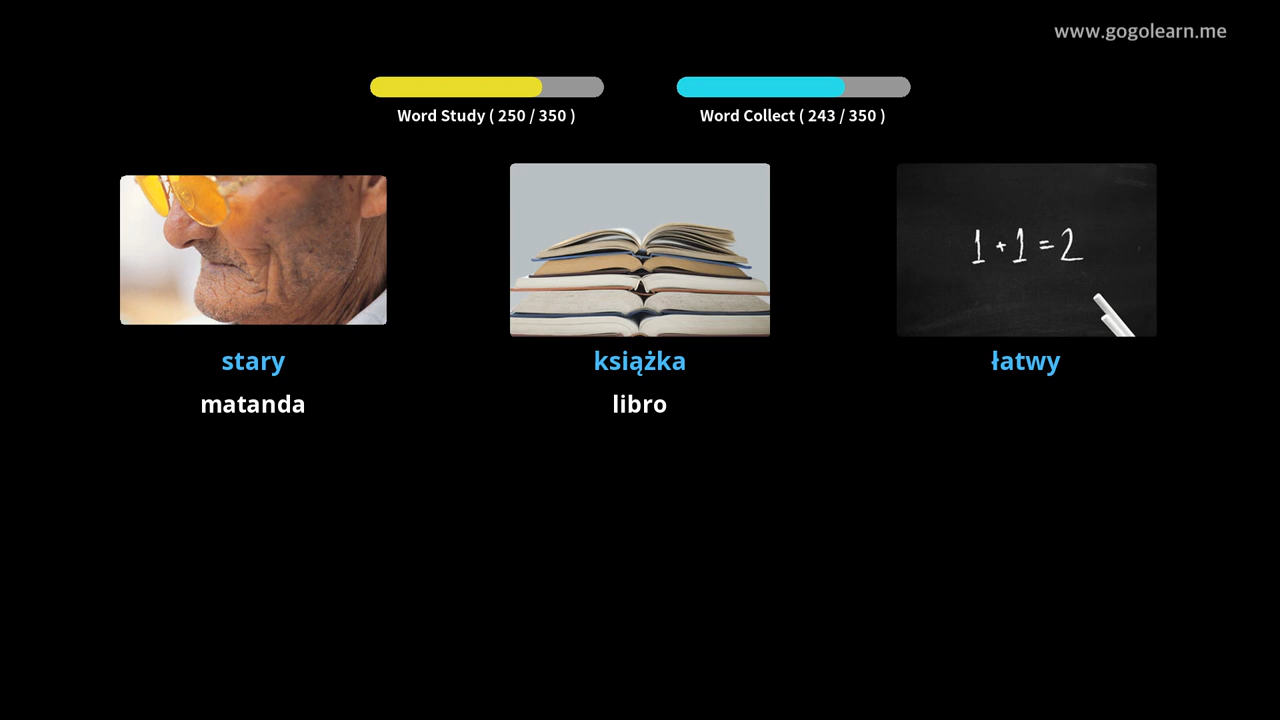 www.gogolearn.me
Word Study ( 250 / 350 )
Word Collect ( 243 / 350 )
1 + 1 = 2
stary
książka
łatwy
matanda
libro